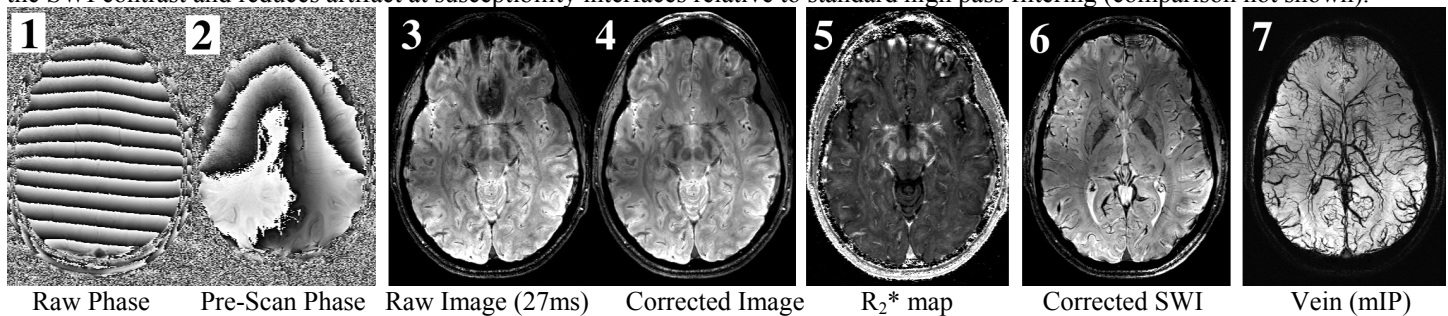 the SWI contrast and reduces artifact at susceptibility interfaces relative to standard high pass filtering (comparison not shown).
1 2 3 4 5 6 7
Raw Phase Pre-Scan Phase Raw Image (27ms) Corrected Image R₂* map Corrected SWI Vein (mIP)